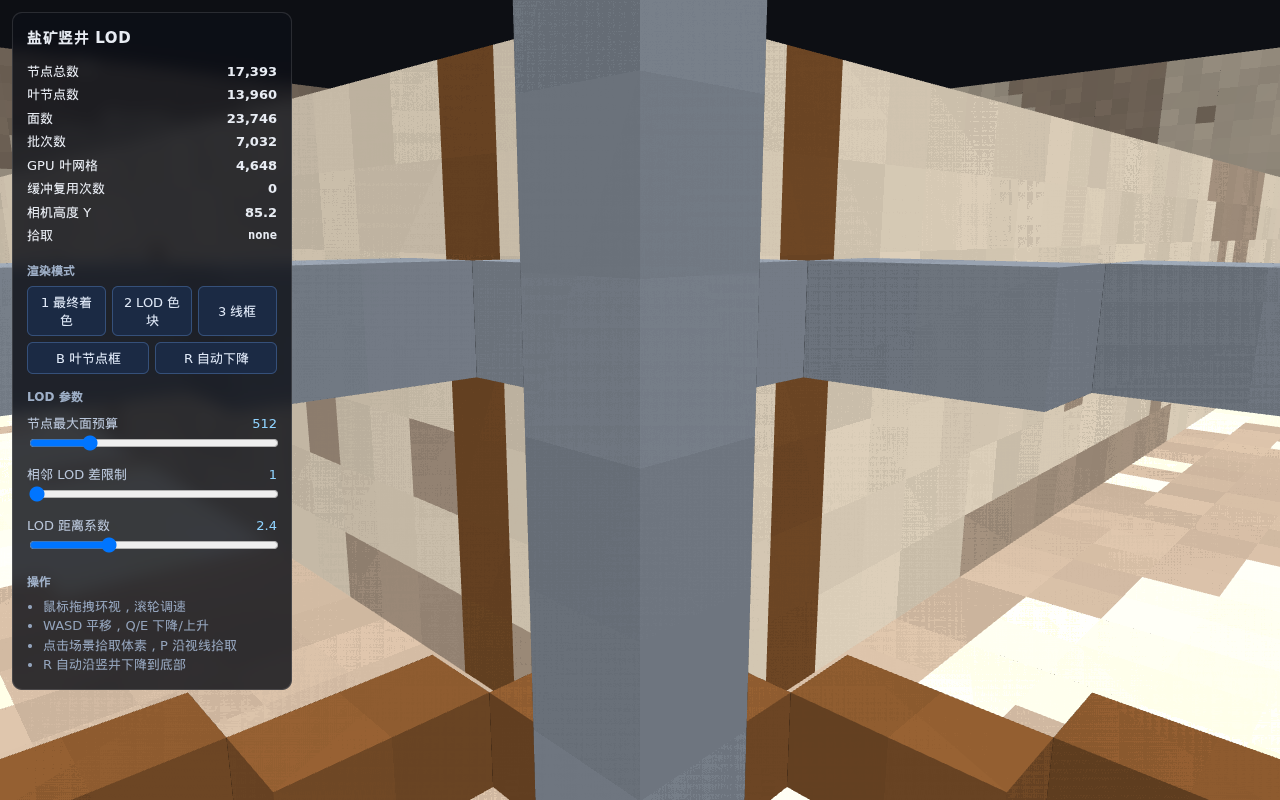 盐矿竖井 LOD
节点总数 17,393
叶节点数 13,960
面数 23,746
批次数 7,032
GPU 叶网格 4,648
缓冲复用次数 0
相机高度 Y 85.2
拾取 none
渲染模式
1 最终着色 2 LOD 色块 3 线框
B 叶节点框 R 自动下降
LOD 参数
节点最大面预算 512
相邻 LOD 差限制 1
LOD 距离系数 2.4
操作
• 鼠标拖拽环视，滚轮调速
• WASD 平移，Q/E 下降/上升
• 点击场景拾取体素，P 沿视线拾取
• R 自动沿竖井下降到底部